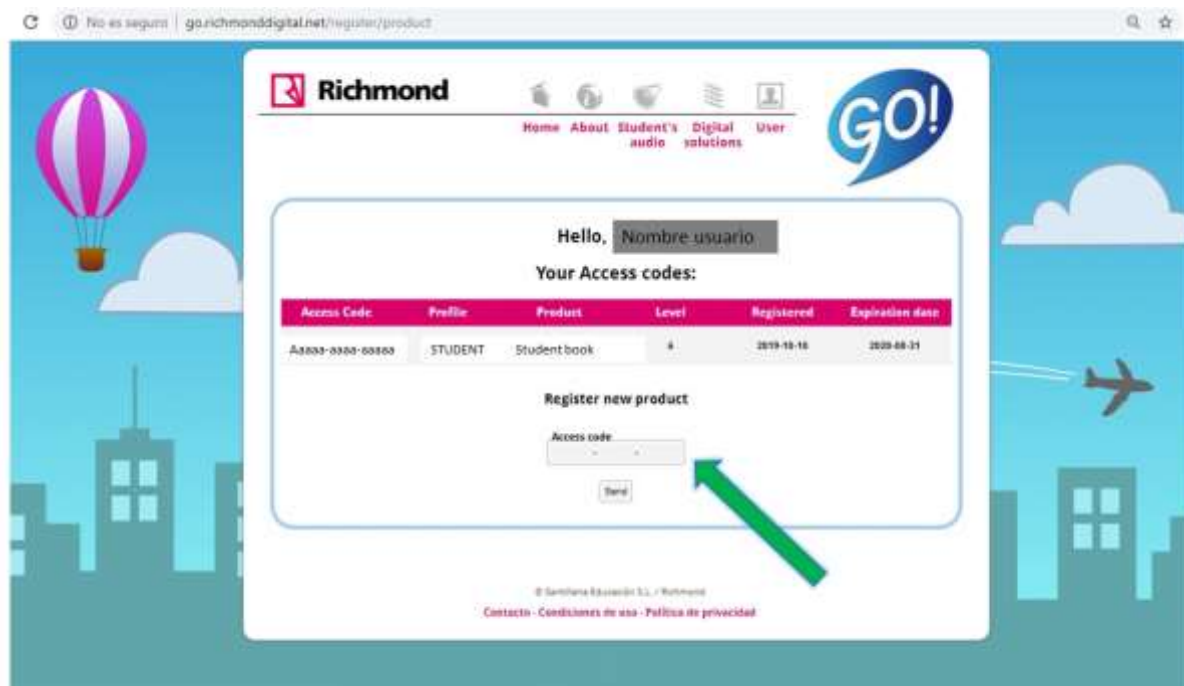 No es seguro | go.richmonddigital.net/register/product
Richmond
GO!
Home About Student's audio Digital solutions User
Hello, Nombre usuario
Your Access codes:
Access Code Profile Product Level Registered Expiration date
Aaaaa-aaaa-aaaaa STUDENT Student book 2019-10-10 2020-08-31
Register new product
Access code
- -
Send
© Santillana Educación S.L. / Richmond
Contacto - Condiciones de uso - Política de privacidad